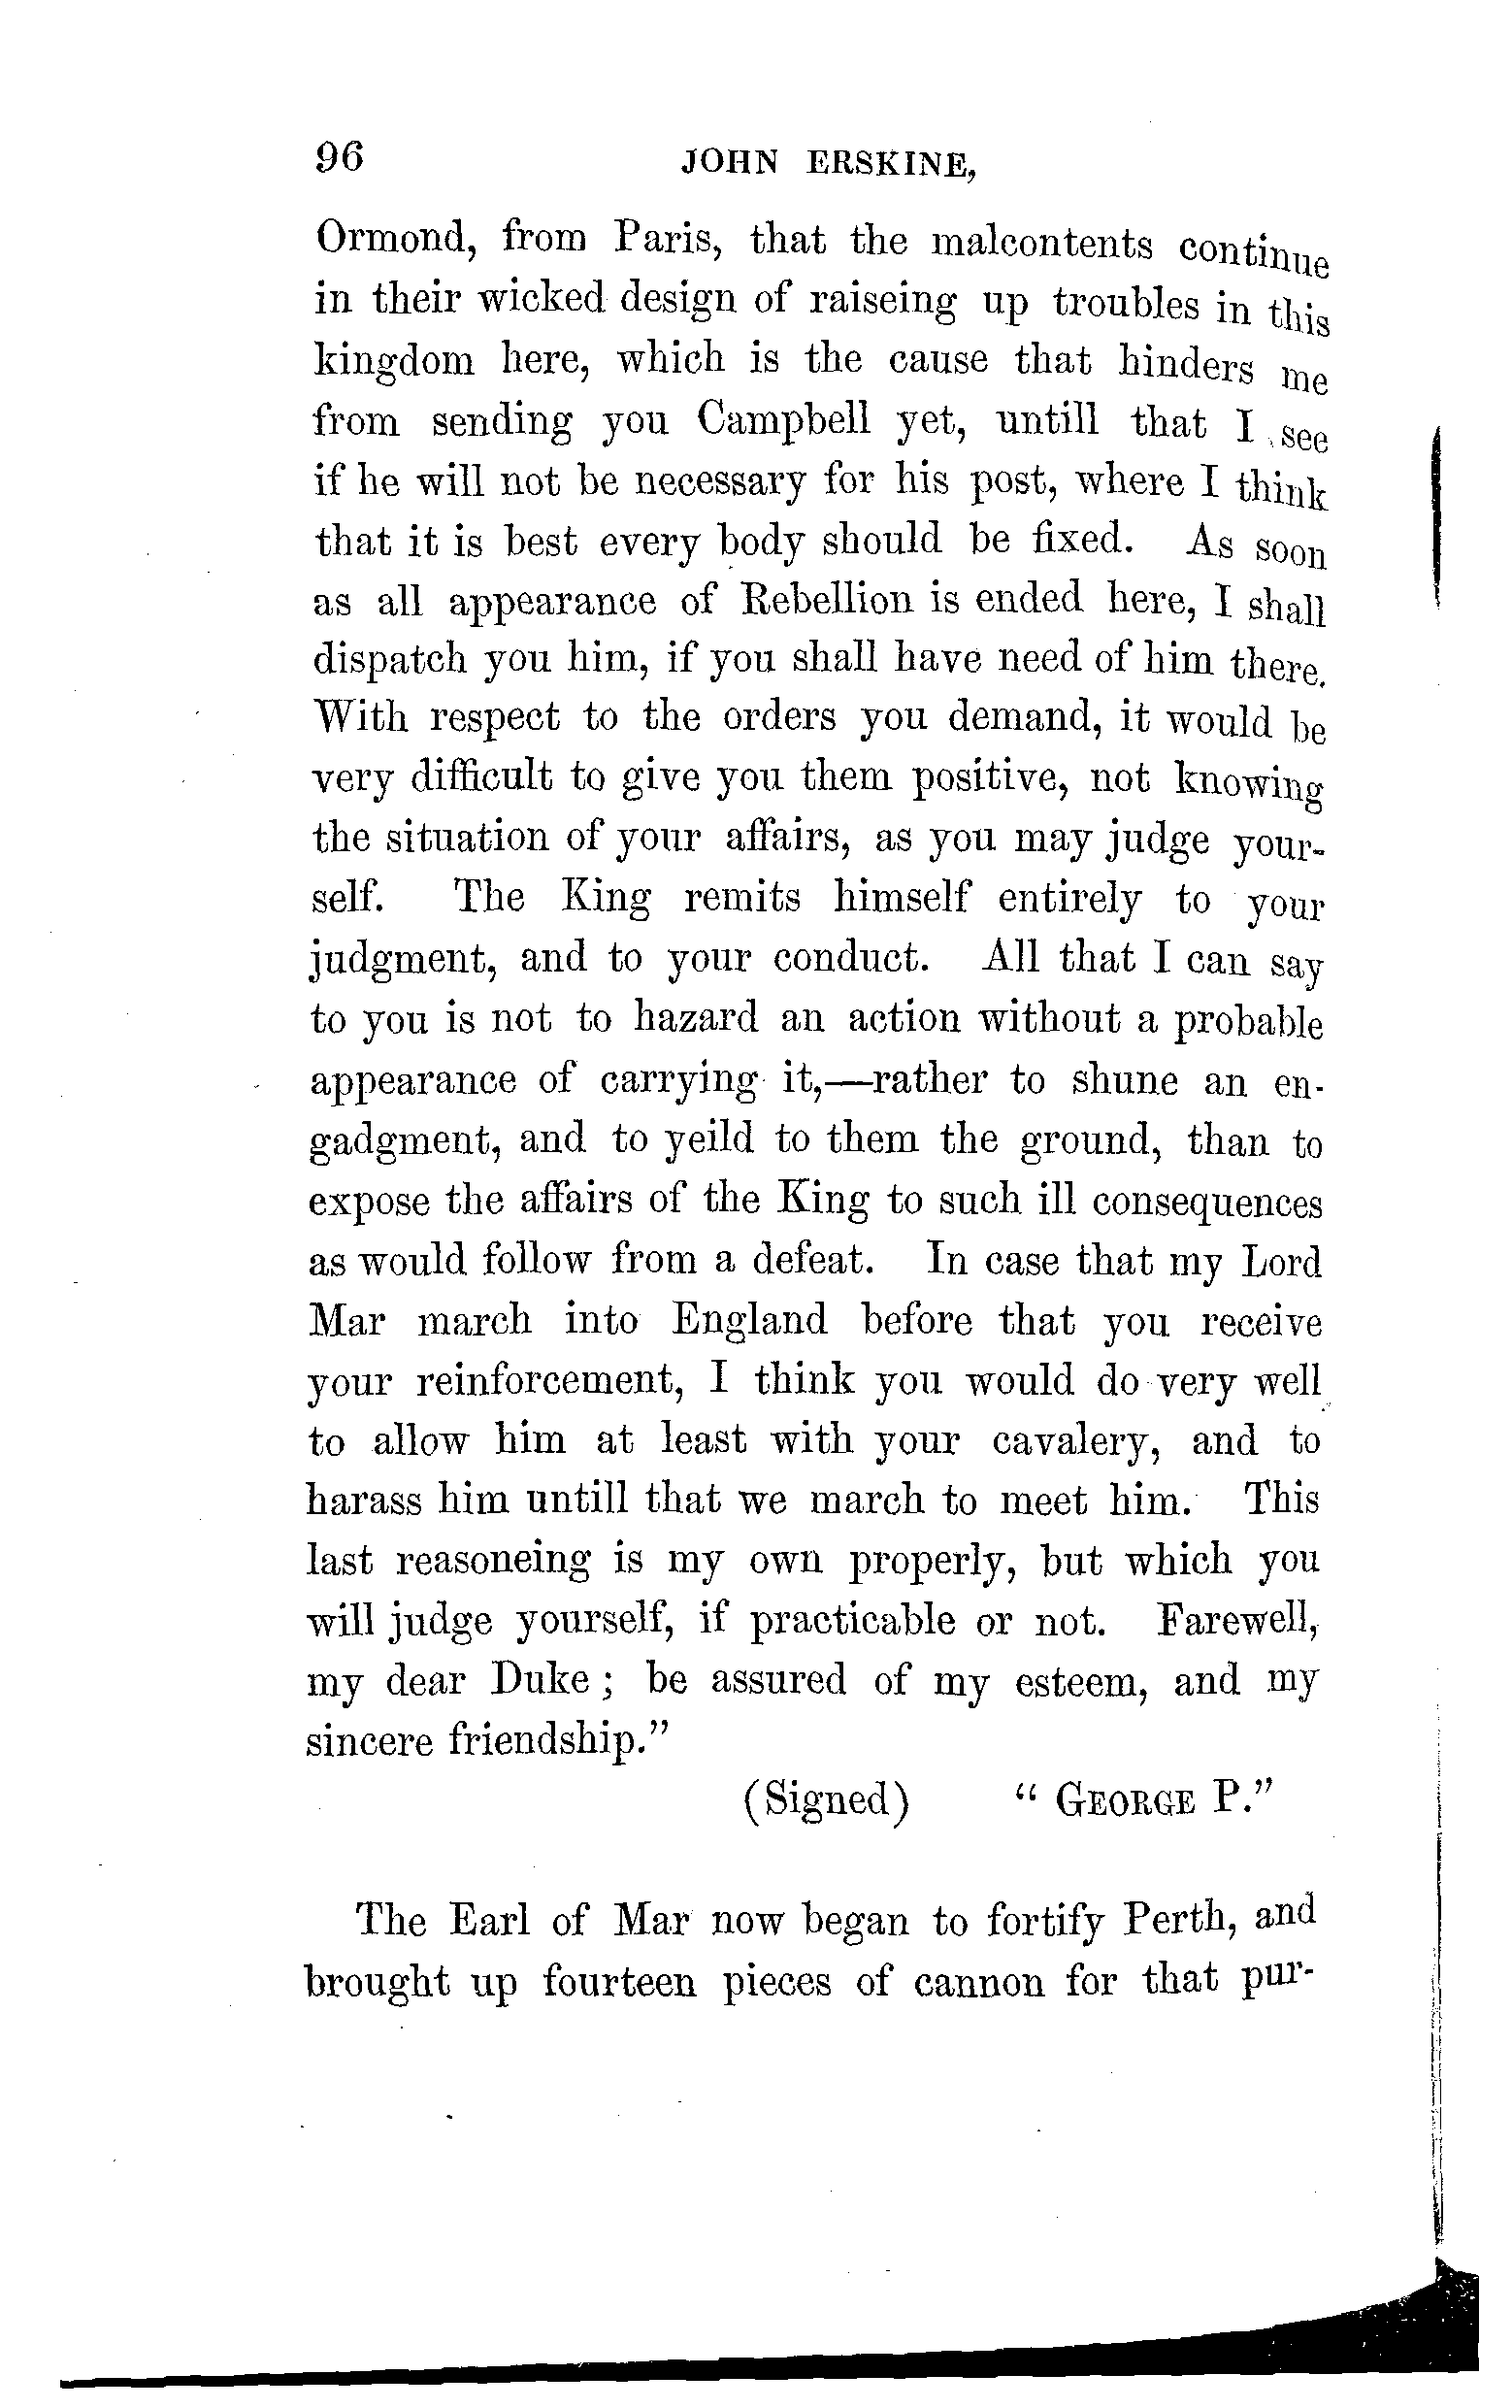 96 JOHN ERSKINE,
Ormond, from Paris, that the malcontents continue
in their wicked design of raiseing up troubles in this
kingdom here, which is the cause that hinders me
from sending you Campbell yet, untill that I see
if he will not be necessary for his post, where I think
that it is best every body should be fixed. As soon
as all appearance of Rebellion is ended here, I shall
dispatch you him, if you shall have need of him there.
With respect to the orders you demand, it would be
very difficult to give you them positive, not knowing
the situation of your affairs, as you may judge your-
self. The King remits himself entirely to your
judgment, and to your conduct. All that I can say
to you is not to hazard an action without a probable
appearance of carrying it,—rather to shune an en-
gadgment, and to yeild to them the ground, than to
expose the affairs of the King to such ill consequences
as would follow from a defeat. In case that my Lord
Mar march into England before that you receive
your reinforcement, I think you would do very well
to allow him at least with your cavalery, and to
harass him untill that we march to meet him. This
last reasoneing is my own properly, but which you
will judge yourself, if practicable or not. Farewell,
my dear Duke; be assured of my esteem, and my
sincere friendship.”
(Signed) “ GEORGE P.”
The Earl of Mar now began to fortify Perth, and
brought up fourteen pieces of cannon for that pur-